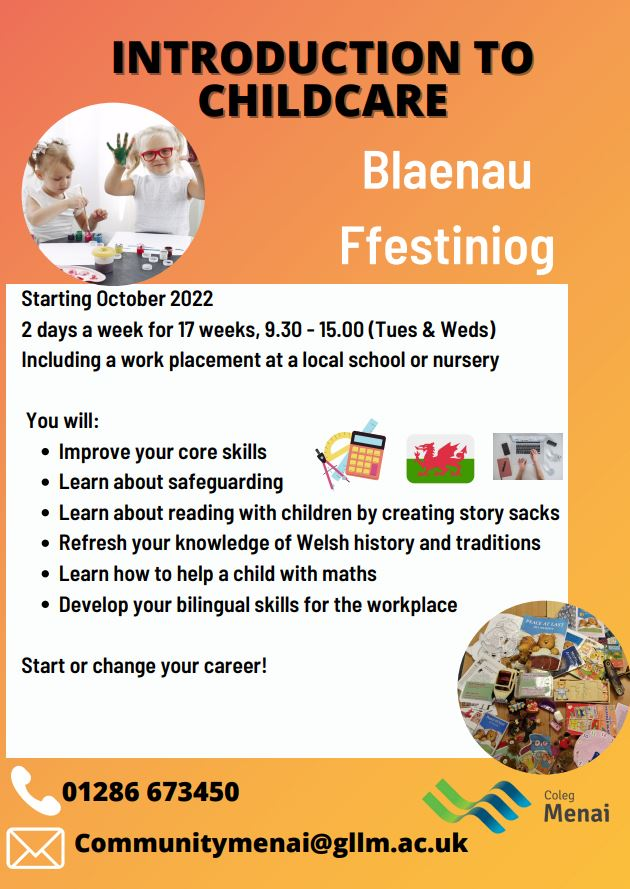 INTRODUCTION TO
CHILDCARE
Blaenau
Ffestiniog
Starting October 2022
2 days a week for 17 weeks, 9.30 - 15.00 (Tues & Weds)
Including a work placement at a local school or nursery
You will:
• Improve your core skills
• Learn about safeguarding
• Learn about reading with children by creating story sacks
• Refresh your knowledge of Welsh history and traditions
• Learn how to help a child with maths
• Develop your bilingual skills for the workplace
PEACE AT LAST
Start or change your career!
01286 673450
Communitymenai@gllm.ac.uk
Coleg
Menai